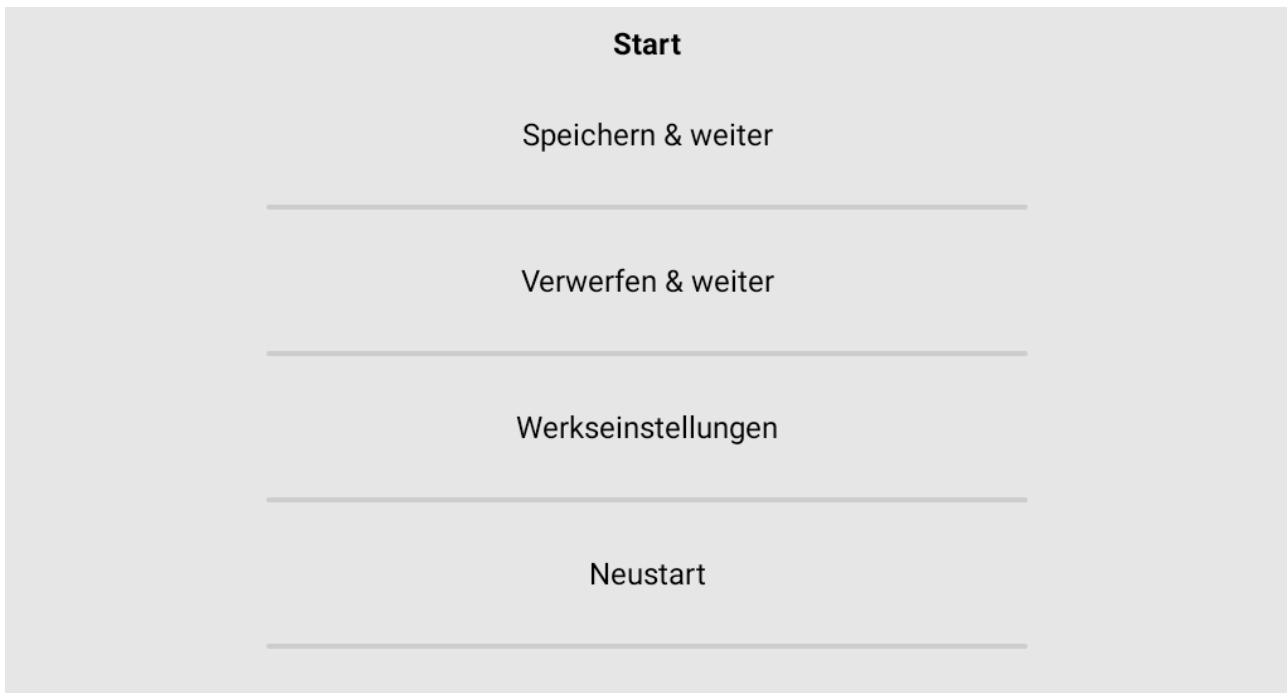 Start
Speichern & weiter
Verwerfen & weiter
Werkseinstellungen
Neustart